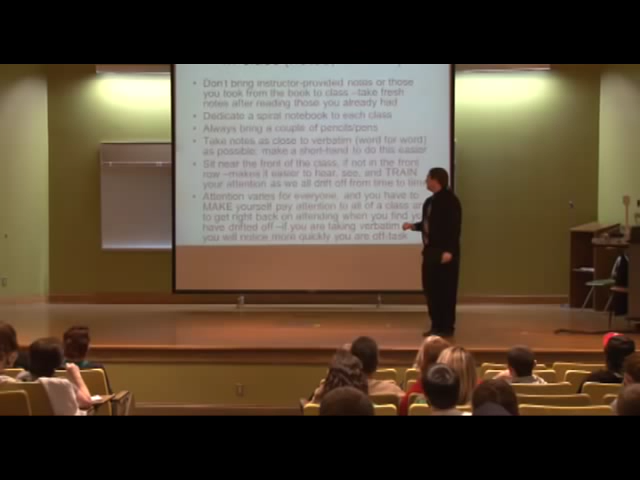 • Don't bring instructor-provided notes or those
you took from the book to class –take fresh
notes after reading those you already had
• Dedicate a spiral notebook to each class
• Always bring a couple of pencils/pens
• Take notes as close to verbatim (word for word)
as possible, make a short-hand to do this easier
• Sit near the front of the class, if not in the front
row –makes it easier to hear, see, and TRAIN
your attention as we all drift off from time to time
• Attention varies for everyone, and you have to
MAKE yourself pay attention to all of a class
to get right back on attending when you find
have drifted off –if you are taking verbatim
you will notice more quickly you are off-task